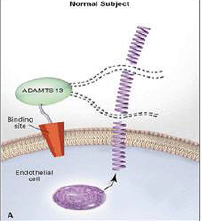 Normal Subject
ADAMTS 13
Binding
site
Endothelial
cell
A